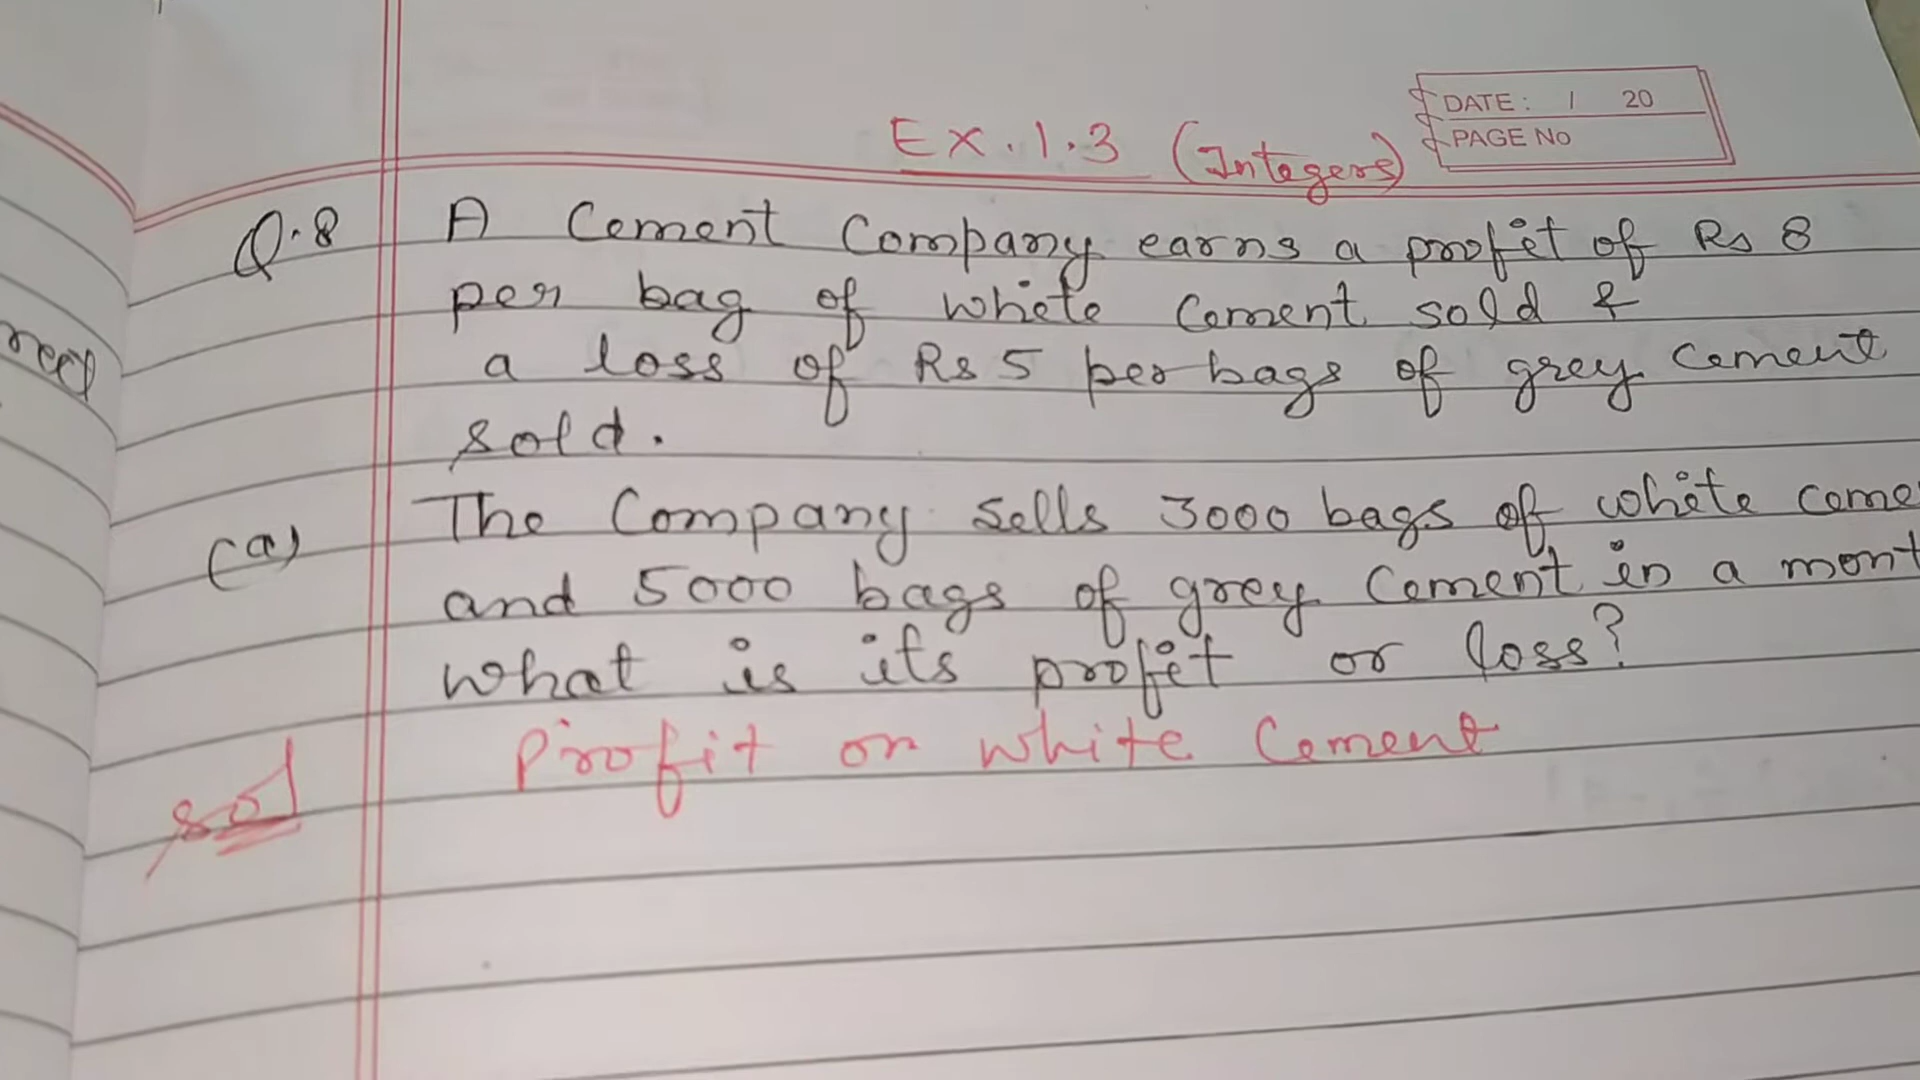 DATE : / 20
PAGE No
Ex. 1.3 (Integers)
Q.8 A Cement Company earns a profit of Rs 8
per bag of white Cement sold &
a loss of Rs 5 per bags of grey Cement
sold.
(a) The Company sells 3000 bags of white ceme
and 5000 bags of grey Cement in a mont
what is its profit or loss?
sol Profit on white Cement